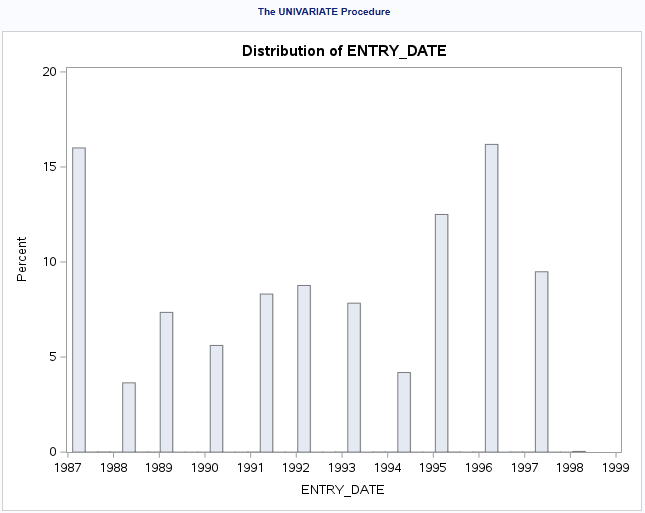 The UNIVARIATE Procedure
Distribution of ENTRY_DATE
20
15
10
5
0
Percent
1987 1988 1989 1990 1991 1992 1993 1994 1995 1996 1997 1998 1999
ENTRY_DATE